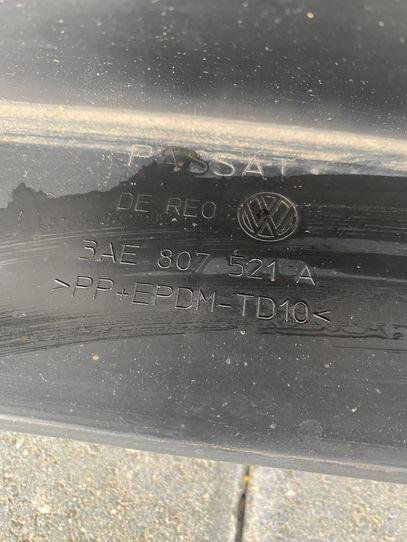 PASSAT
DE REO
3AE 807 521 A
>PP+EPDM-TD10<